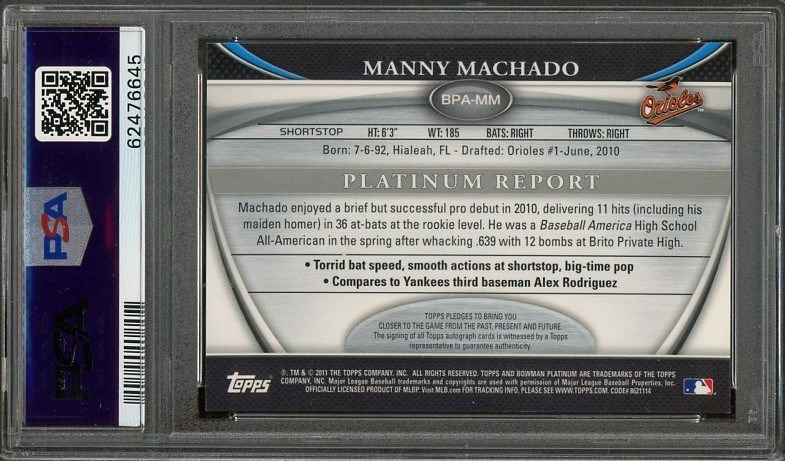 MANNY MACHADO
BPA-MM
Orioles
SHORTSTOP HT: 6'3" WT: 185 BATS: RIGHT THROWS: RIGHT
Born: 7-6-92, Hialeah, FL - Drafted: Orioles #1-June, 2010
PLATINUM REPORT
Machado enjoyed a brief but successful pro debut in 2010, delivering 11 hits (including his
maiden homer) in 36 at-bats at the rookie level. He was a Baseball America High School
All-American in the spring after whacking .639 with 12 bombs at Brito Private High.
• Torrid bat speed, smooth actions at shortstop, big-time pop
• Compares to Yankees third baseman Alex Rodriguez
TOPPS PLEDGES TO BRING YOU
CLOSER TO THE GAME FROM THE PAST, PRESENT AND FUTURE.
The signing of all Topps autograph cards is witnessed by a Topps
representative to guarantee authenticity.
topps
®, TM & © 2011 THE TOPPS COMPANY, INC. ALL RIGHTS RESERVED. TOPPS AND BOWMAN PLATINUM ARE TRADEMARKS OF THE TOPPS
COMPANY, INC. Major League Baseball trademarks and copyrights are used with permission of Major League Baseball Properties, Inc.
OFFICIALLY LICENSED PRODUCT OF MLBP. Visit MLB.com FOR TRACKING INFO, PLEASE SEE WWW.TOPPS.COM. CODE# 8621114
62476645
PSA
PSA